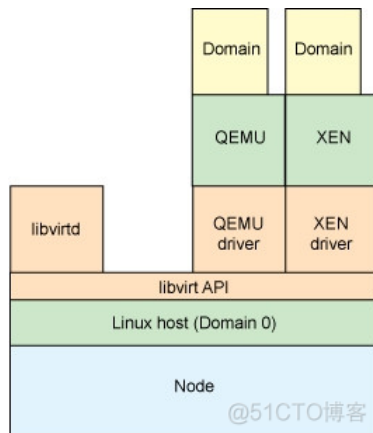 Domain
Domain
QEMU
XEN
libvirtd
QEMU
driver
XEN
driver
libvirt API
Linux host (Domain 0)
Node
@51CTO博客